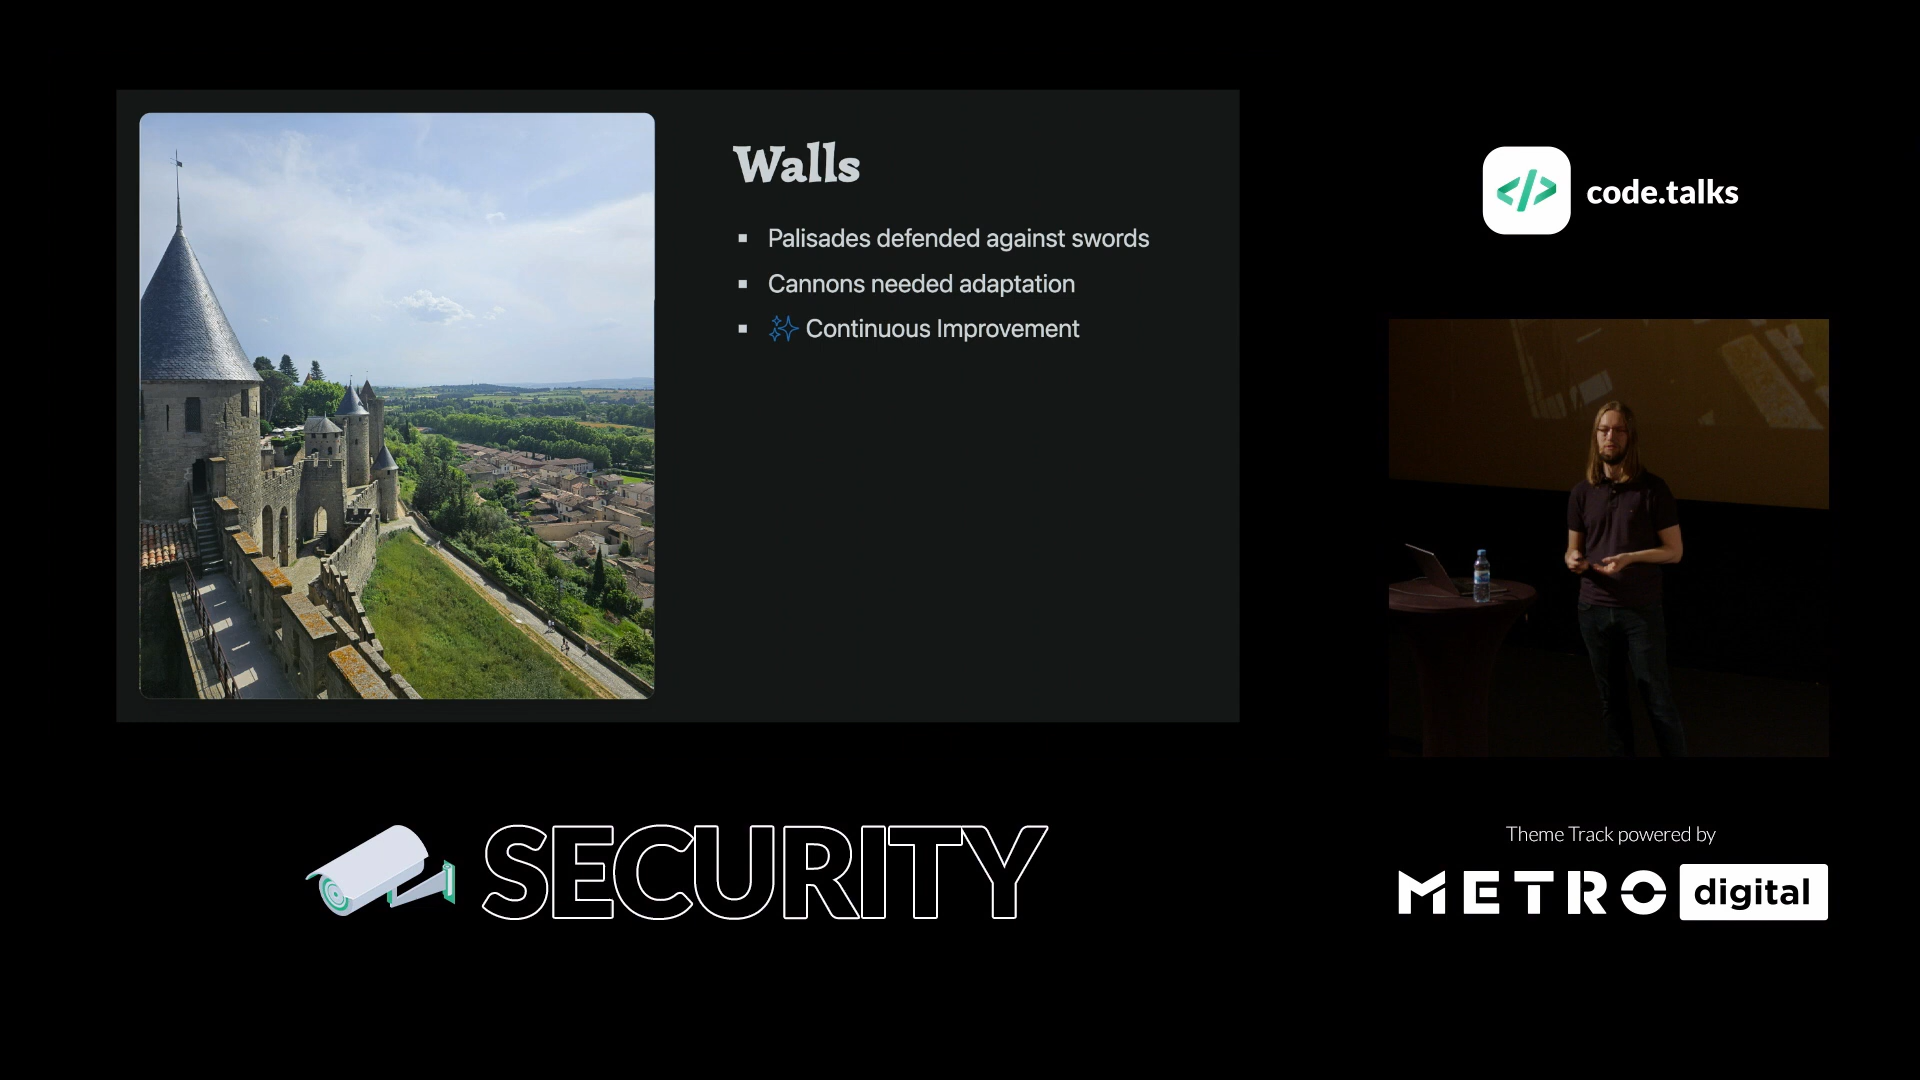 Walls
▪ Palisades defended against swords
▪ Cannons needed adaptation
▪ ✨ Continuous Improvement
</> code.talks
SECURITY
Theme Track powered by
METRO digital